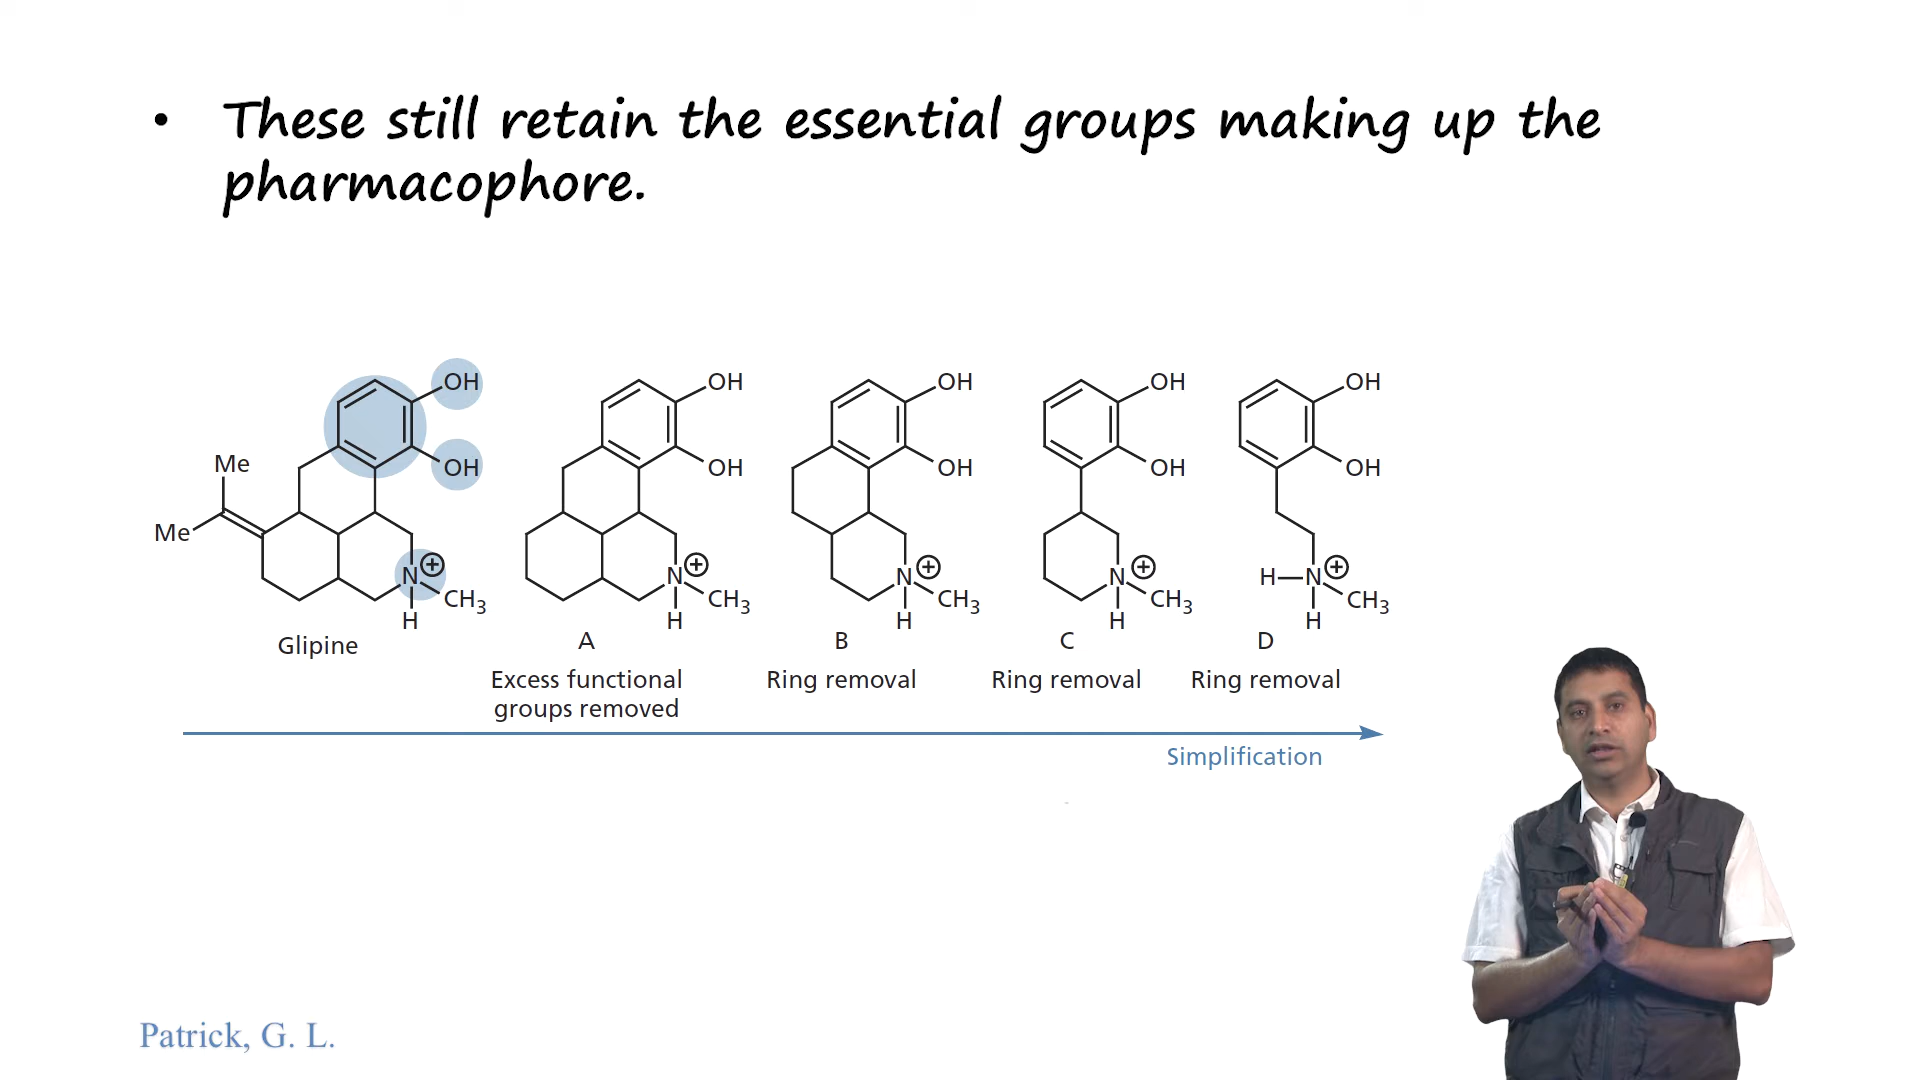 • These still retain the essential groups making up the
pharmacophore.
OH OH OH OH OH
Me OH OH OH OH OH
Me
N⊕ N⊕ N⊕ N⊕ H N⊕
CH3 CH3 CH3 CH3 CH3
H H H H H
Glipine A B C D
Excess functional Ring removal Ring removal Ring removal
groups removed
Simplification
Patrick, G. L.